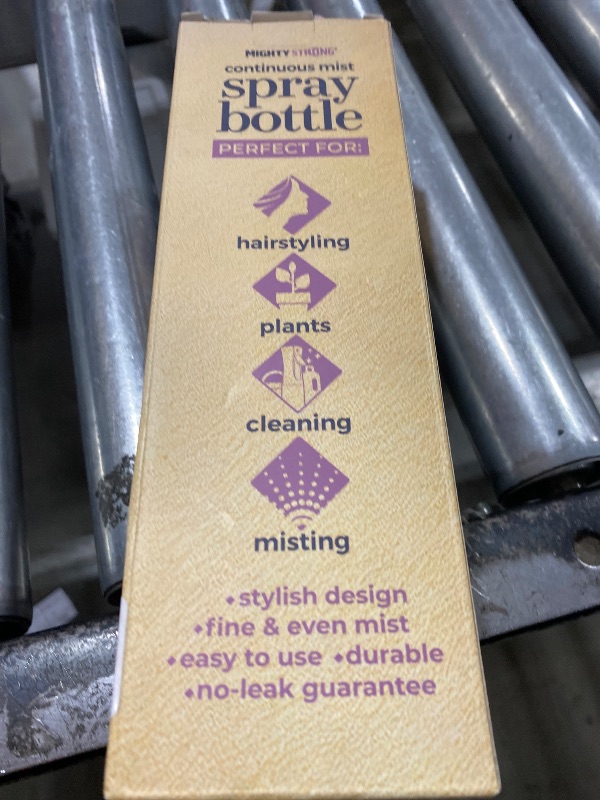 MIGHTY STRONG®
continuous mist
spray
bottle
PERFECT FOR:
hairstyling
plants
cleaning
misting
•stylish design
•fine & even mist
•easy to use •durable
•no-leak guarantee